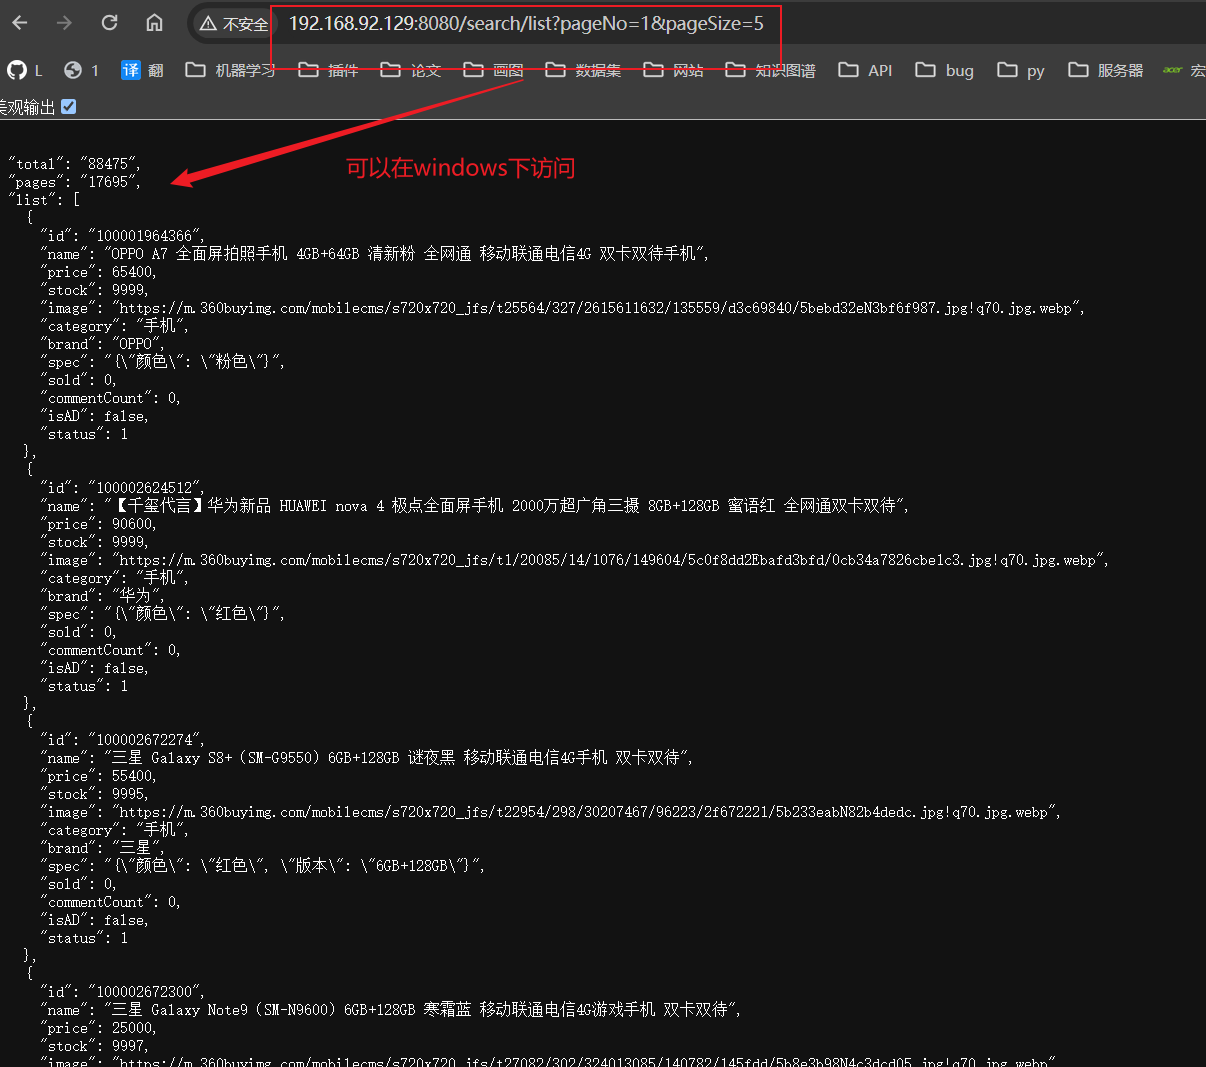 不安全 192.168.92.129:8080/search/list?pageNo=1&pageSize=5
L 1 译 翻 机器学习 插件 论文 画图 数据集 网站 知识图谱 API bug py 服务器 acer 宏
美观输出
可以在windows下访问
"total": "88475",
"pages": "17695",
"list": [
{
"id": "100001964366",
"name": "OPPO A7 全面屏拍照手机 4GB+64GB 清新粉 全网通 移动联通电信4G 双卡双待手机",
"price": 65400,
"stock": 9999,
"image": "https://m.360buyimg.com/mobilecms/s720x720_jfs/t25564/327/2615611632/135559/d3c69840/5bebd32eN3bf6f987.jpg!q70.jpg.webp",
"category": "手机",
"brand": "OPPO",
"spec": "{\"颜色\": \"粉色\"}",
"sold": 0,
"commentCount": 0,
"isAD": false,
"status": 1
},
{
"id": "100002624512",
"name": "【千玺代言】华为新品 HUAWEI nova 4 极点全面屏手机 2000万超广角三摄 8GB+128GB 蜜语红 全网通双卡双待",
"price": 90600,
"stock": 9999,
"image": "https://m.360buyimg.com/mobilecms/s720x720_jfs/t1/20085/14/1076/149604/5c0f8dd2Ebafd3bfd/0cb34a7826cbe1c3.jpg!q70.jpg.webp",
"category": "手机",
"brand": "华为",
"spec": "{\"颜色\": \"红色\"}",
"sold": 0,
"commentCount": 0,
"isAD": false,
"status": 1
},
{
"id": "100002672274",
"name": "三星 Galaxy S8+（SM-G9550）6GB+128GB 谜夜黑 移动联通电信4G手机 双卡双待",
"price": 55400,
"stock": 9995,
"image": "https://m.360buyimg.com/mobilecms/s720x720_jfs/t22954/298/30207467/96223/2f672221/5b233eabN82b4dedc.jpg!q70.jpg.webp",
"category": "手机",
"brand": "三星",
"spec": "{\"颜色\": \"红色\", \"版本\": \"6GB+128GB\"}",
"sold": 0,
"commentCount": 0,
"isAD": false,
"status": 1
},
{
"id": "100002672300",
"name": "三星 Galaxy Note9（SM-N9600）6GB+128GB 寒霜蓝 移动联通电信4G游戏手机 双卡双待",
"price": 25000,
"stock": 9997,
"image": "https://m.360buyimg.com/mobilecms/s720x720_jfs/t27082/302/324013085/140782/145fdd/5b8e3b98N4c3dcd05.jpg!q70.jpg.webp"